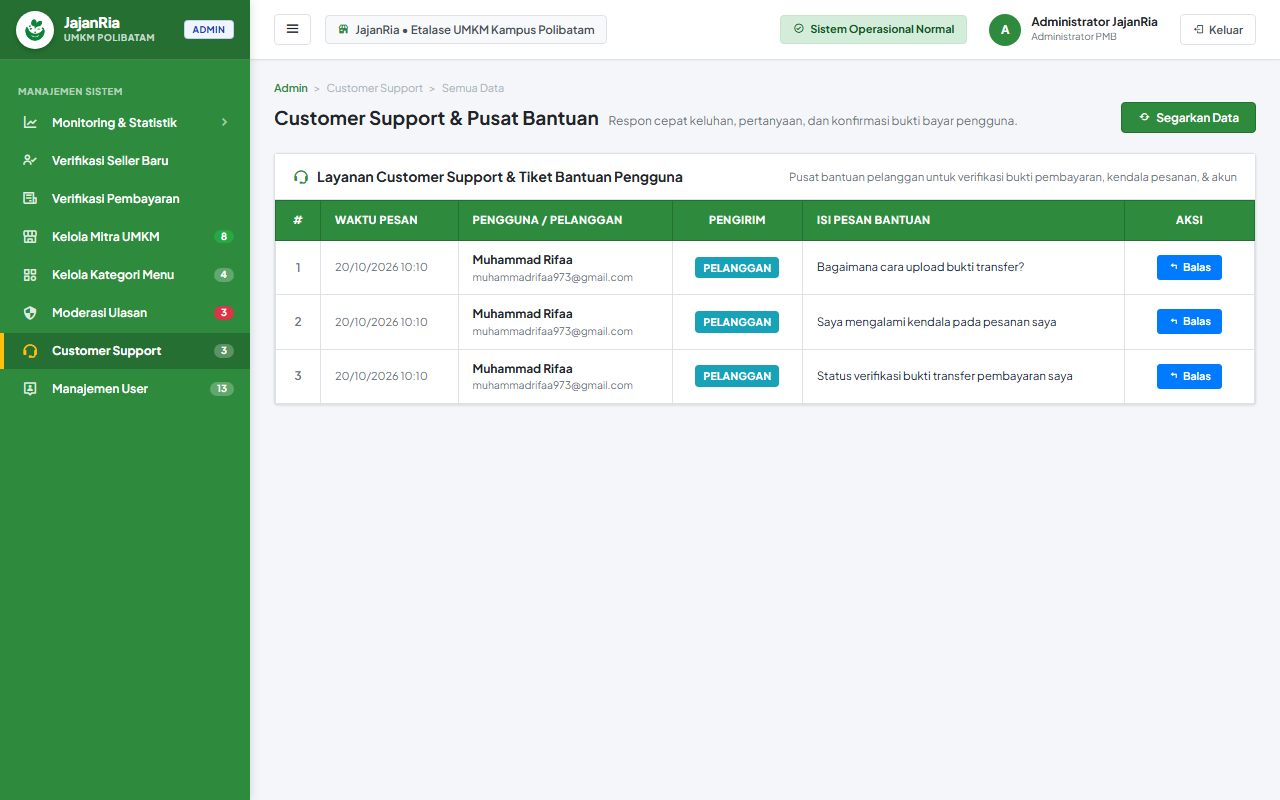 JajanRia
UMKM POLIBATAM
ADMIN
JajanRia • Etalase UMKM Kampus Polibatam
Sistem Operasional Normal
A
Administrator JajanRia
Administrator PMB
Keluar
MANAJEMEN SISTEM
Monitoring & Statistik
Verifikasi Seller Baru
Verifikasi Pembayaran
Kelola Mitra UMKM 8
Kelola Kategori Menu 4
Moderasi Ulasan 3
Customer Support 3
Manajemen User 13
Admin > Customer Support > Semua Data
Customer Support & Pusat Bantuan Respon cepat keluhan, pertanyaan, dan konfirmasi bukti bayar pengguna.
Segarkan Data
Layanan Customer Support & Tiket Bantuan Pengguna
Pusat bantuan pelanggan untuk verifikasi bukti pembayaran, kendala pesanan, & akun
# WAKTU PESAN PENGGUNA / PELANGGAN PENGIRIM ISI PESAN BANTUAN AKSI
1 20/10/2026 10:10 Muhammad Rifaa PELANGGAN Bagaimana cara upload bukti transfer? Balas
muhammadrifaa973@gmail.com
2 20/10/2026 10:10 Muhammad Rifaa PELANGGAN Saya mengalami kendala pada pesanan saya Balas
muhammadrifaa973@gmail.com
3 20/10/2026 10:10 Muhammad Rifaa PELANGGAN Status verifikasi bukti transfer pembayaran saya Balas
muhammadrifaa973@gmail.com